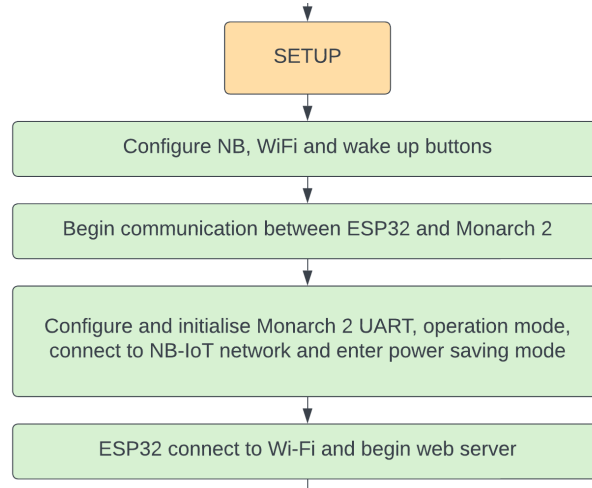 SETUP
Configure NB, WiFi and wake up buttons
Begin communication between ESP32 and Monarch 2
Configure and initialise Monarch 2 UART, operation mode,
connect to NB-IoT network and enter power saving mode
ESP32 connect to Wi-Fi and begin web server